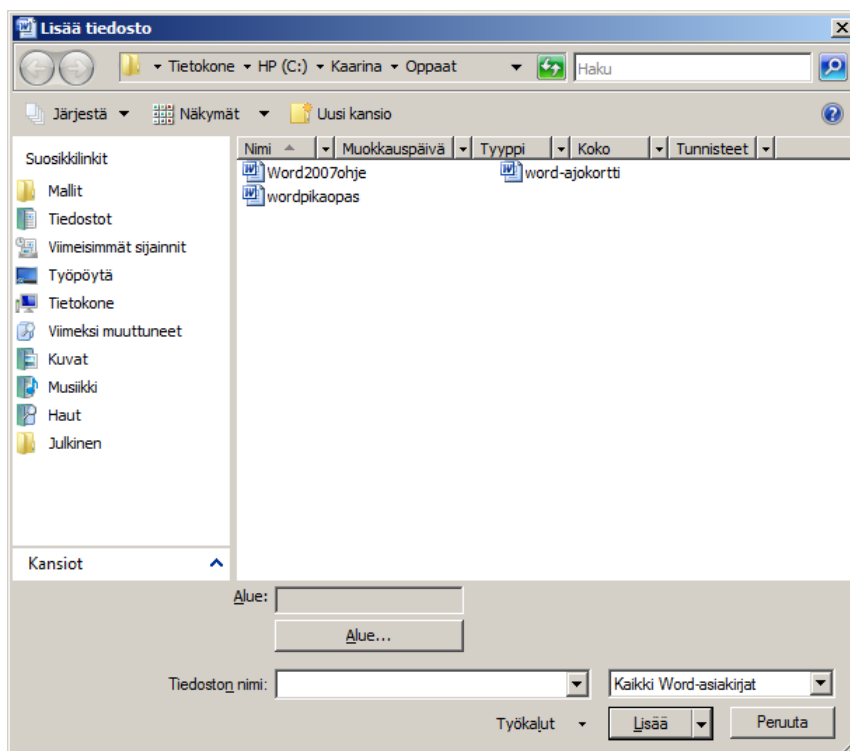 Lisää tiedosto
Tietokone HP (C:) Kaarina Oppaat Haku
Järjestä Näkymät Uusi kansio
Suosikkilinkit
Mallit
Tiedostot
Viimeisimmät sijainnit
Työpöytä
Tietokone
Viimeksi muuttuneet
Kuvat
Musiikki
Haut
Julkinen
Kansiot
Nimi Muokkauspäivä Tyyppi Koko Tunnisteet
Word2007ohje word-ajokortti
wordpikaopas
Alue:
Alue...
Tiedoston nimi: Kaikki Word-asiakirjat
Työkalut Lisää Peruuta